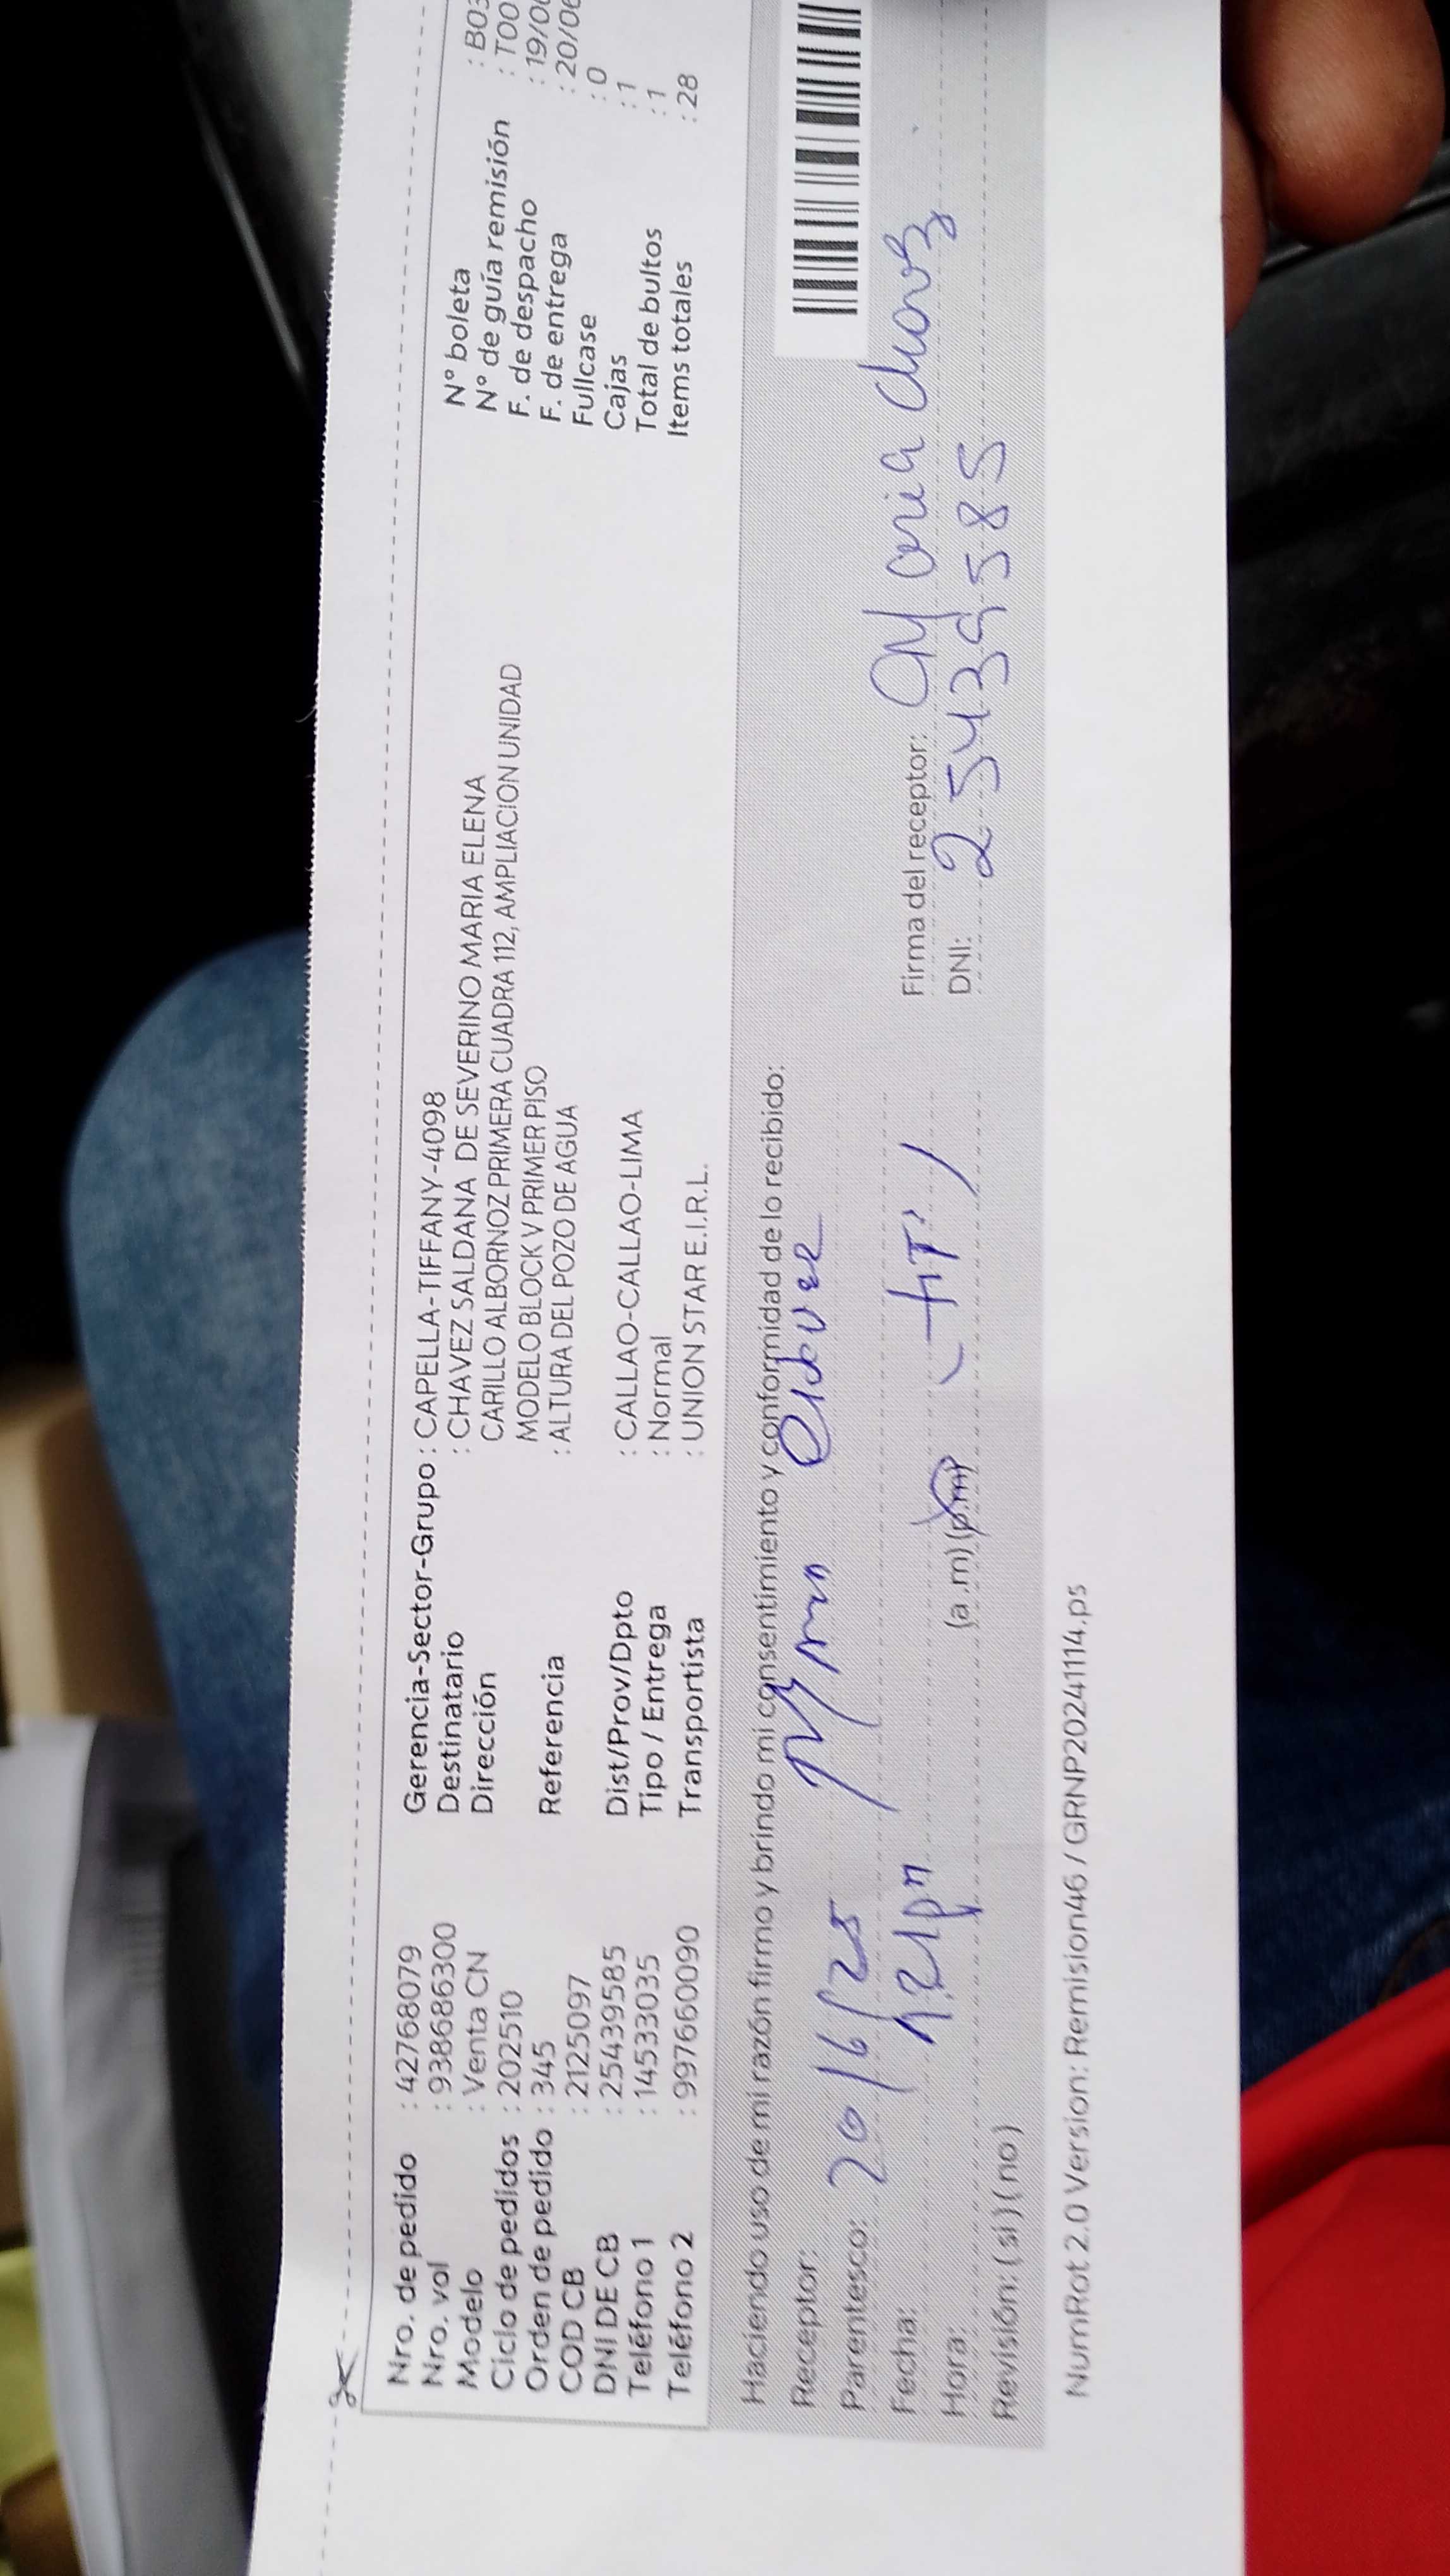 Nro. de pedido : 42768079
Nro. vol : 938686300
Modelo : Venta CN
Ciclo de pedidos : 202510
Orden de pedido : 345
COD CB : 2125097
DNI DE CB : 25439585
Teléfono 1 : 14533035
Teléfono 2 : 997660090
Gerencia-Sector-Grupo : CAPELLA-TIFFANY-4098
Destinatario : CHAVEZ SALDANA DE SEVERINO MARIA ELENA
Dirección CARILLO ALBORNOZ PRIMERA CUADRA 112, AMPLIACION UNIDAD
MODELO BLOCK V PRIMER PISO
Referencia : ALTURA DEL POZO DE AGUA
Dist/Prov/Dpto : CALLAO-CALLAO-LIMA
Tipo / Entrega : Normal
Transportista : UNION STAR E.I.R.L.
N° boleta : B03
N° de guía remisión : T00
F. de despacho : 19/0
F. de entrega : 20/06
Fullcase : 0
Cajas : 1
Total de bultos : 1
Items totales : 28
Haciendo uso de mi razón firmo y brindo mi consentimiento y conformidad de lo recibido:
Receptor:
Parentesco: 20/6/25
Fecha: 1.21pm
Hora: (a .m) (p.m)
Revisión: ( si ) ( no )
Firma del receptor: Maria Chavez
DNI: 25439585
NumRot 2.0 Version: Remision46 / GRNP20241114.ps